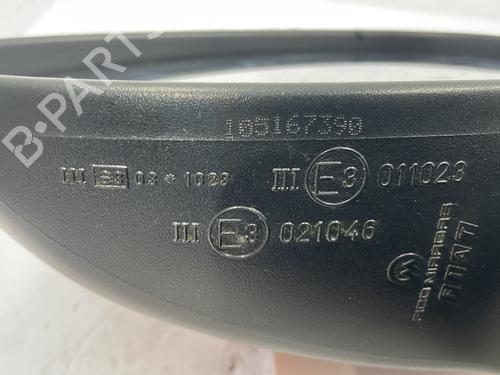 B-PARTS
105167390
III e3 03*1023
III E3 011023
III E3 021046
FICO MIRRORS
FIAT